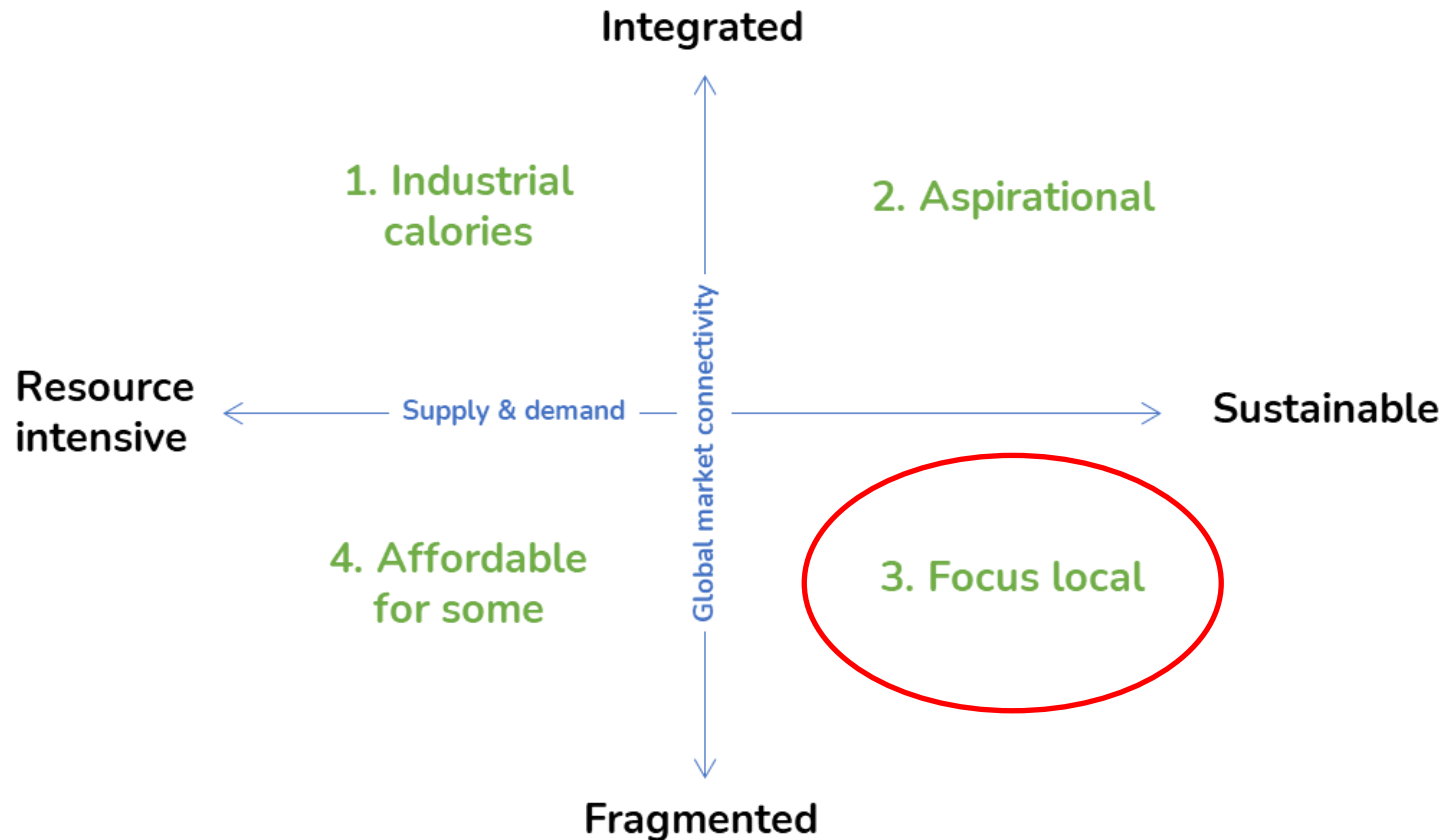 Integrated
1. Industrial
calories
2. Aspirational
Global market connectivity
Resource
intensive
Supply & demand
Sustainable
4. Affordable
for some
3. Focus local
Fragmented